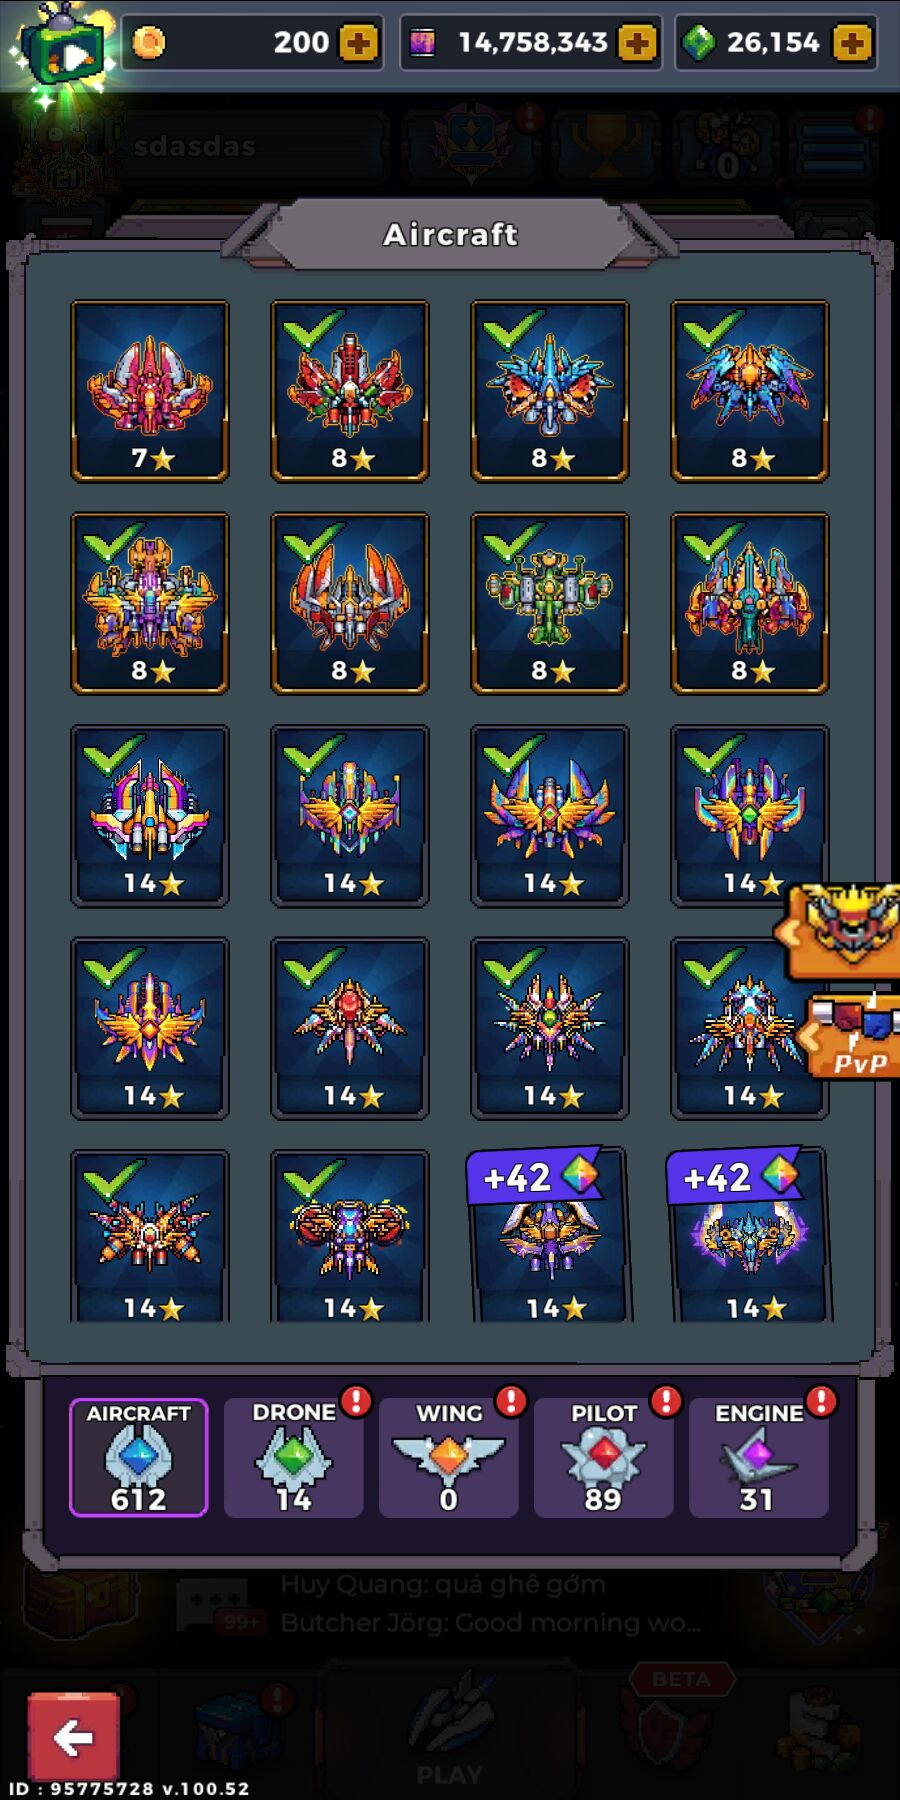 200
14,758,343
26,154
sdasdas
21
0
Aircraft
7
8
8
8
8
8
8
8
14
14
14
14
14
14
14
14
PvP
+42
+42
14
14
14
14
AIRCRAFT
612
DRONE
14
WING
0
PILOT
89
ENGINE
31
Huy Quang: quá ghê gớm
99+
Butcher Jörg: Good morning wo...
BETA
PLAY
ID : 95775728 v.100.52